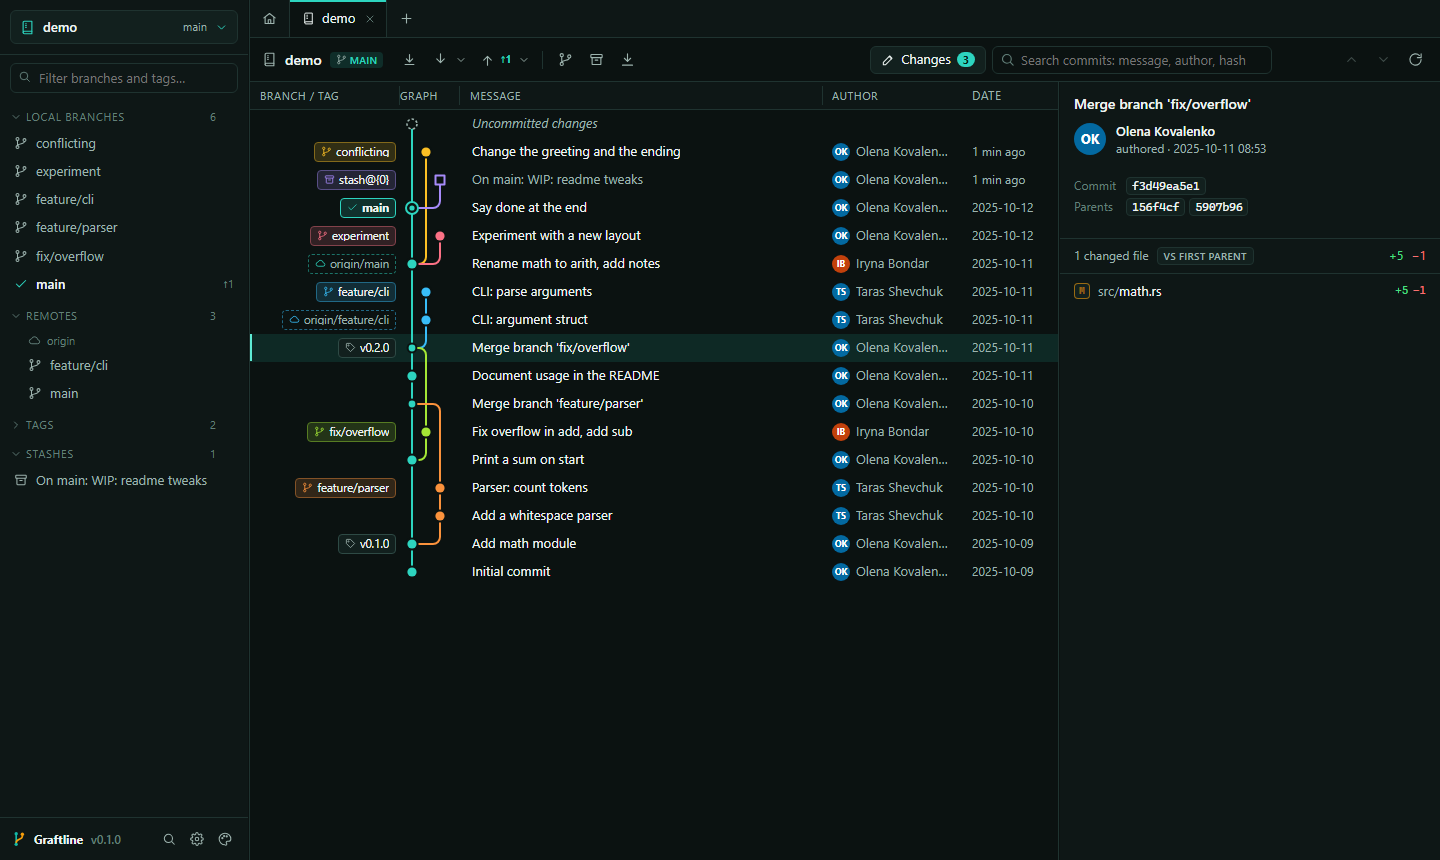 demo main
demo
demo MAIN ↑1 Changes 3 Search commits: message, author, hash
Filter branches and tags...
LOCAL BRANCHES 6
conflicting
experiment
feature/cli
feature/parser
fix/overflow
main ↑1
REMOTES 3
origin
feature/cli
main
TAGS 2
STASHES 1
On main: WIP: readme tweaks
Graftline v0.1.0
BRANCH / TAG GRAPH MESSAGE AUTHOR DATE
Uncommitted changes
conflicting Change the greeting and the ending OK Olena Kovalen... 1 min ago
stash@{0} On main: WIP: readme tweaks OK Olena Kovalen... 1 min ago
main Say done at the end OK Olena Kovalen... 2025-10-12
experiment Experiment with a new layout OK Olena Kovalen... 2025-10-12
origin/main Rename math to arith, add notes IB Iryna Bondar 2025-10-11
feature/cli CLI: parse arguments TS Taras Shevchuk 2025-10-11
origin/feature/cli CLI: argument struct TS Taras Shevchuk 2025-10-11
v0.2.0 Merge branch 'fix/overflow' OK Olena Kovalen... 2025-10-11
Document usage in the README OK Olena Kovalen... 2025-10-11
Merge branch 'feature/parser' OK Olena Kovalen... 2025-10-10
fix/overflow Fix overflow in add, add sub IB Iryna Bondar 2025-10-10
Print a sum on start OK Olena Kovalen... 2025-10-10
feature/parser Parser: count tokens TS Taras Shevchuk 2025-10-10
Add a whitespace parser TS Taras Shevchuk 2025-10-10
v0.1.0 Add math module OK Olena Kovalen... 2025-10-09
Initial commit OK Olena Kovalen... 2025-10-09
Merge branch 'fix/overflow'
OK Olena Kovalenko
authored · 2025-10-11 08:53
Commit f3d49ea5e1
Parents 156f4cf 5907b96
1 changed file VS FIRST PARENT +5 −1
M src/math.rs +5 −1